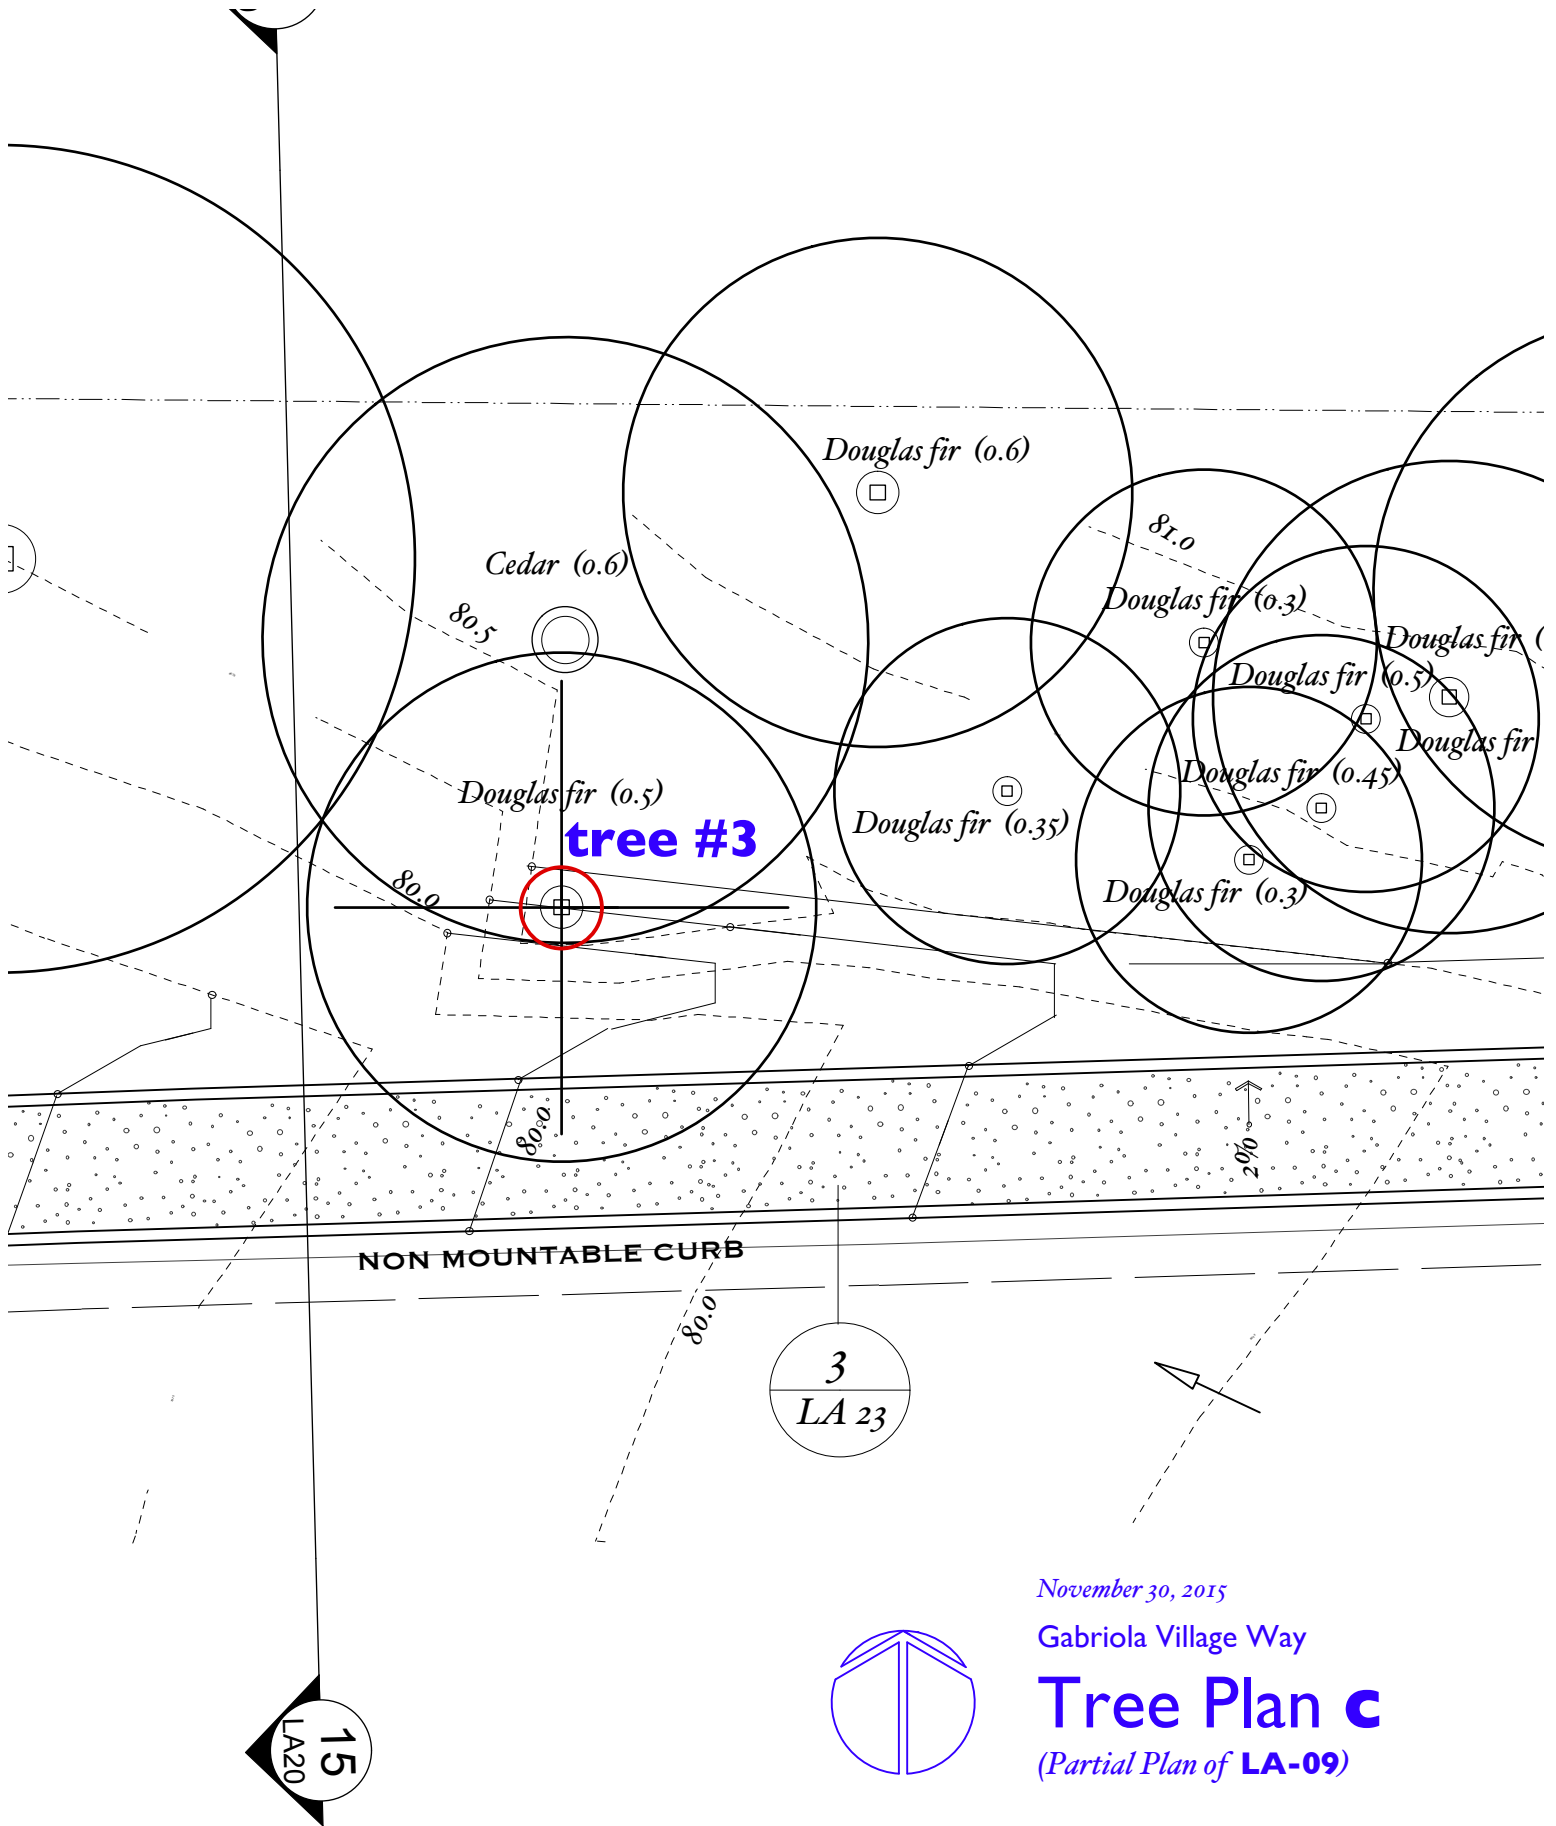 Douglas fir (0.6)
81.0
Cedar (0.6)
Douglas fir (0.3)
80.5
Douglas fir (
Douglas fir (0.5)
Douglas fir
Douglas fir (0.45)
Douglas fir (0.5)
Douglas fir (0.35)
tree #3
80.0
Douglas fir (0.3)
80.0
2%
NON MOUNTABLE CURB
80.0
3
LA 23
November 30, 2015
Gabriola Village Way
Tree Plan c
(Partial Plan of LA-09)
15
LA20